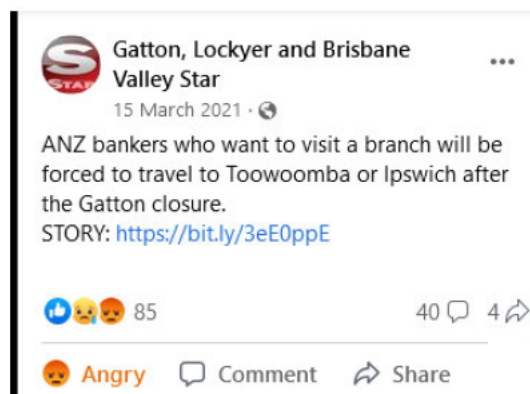 Gatton, Lockyer and Brisbane
Valley Star
S
STAR
15 March 2021 ·
ANZ bankers who want to visit a branch will be
forced to travel to Toowoomba or Ipswich after
the Gatton closure.
STORY: https://bit.ly/3eE0ppE
85
40
4
Angry
Comment
Share